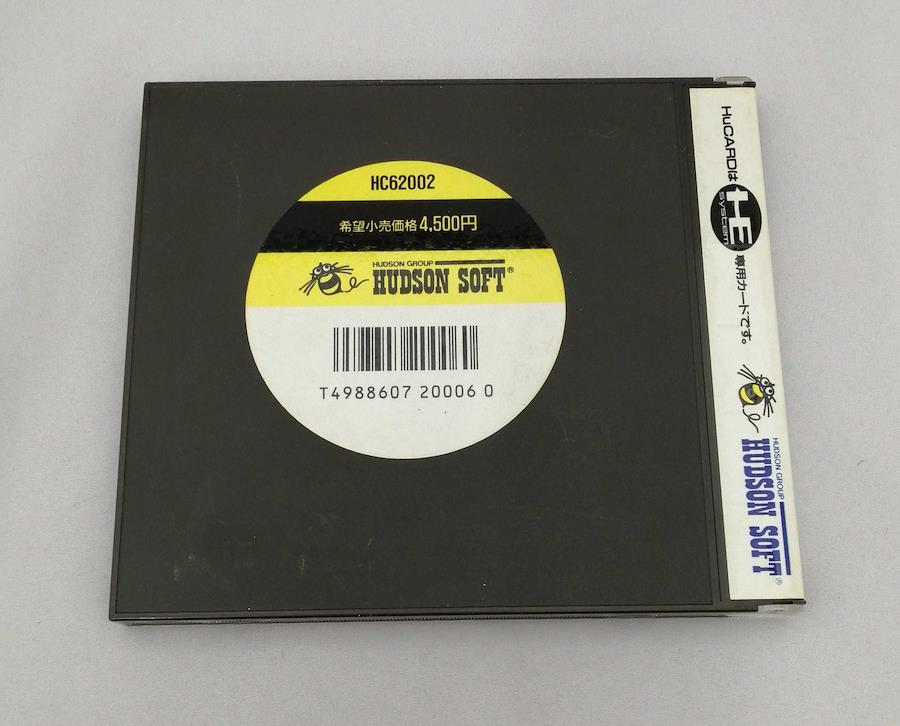 HC62002
希望小売価格4,500円
HUDSON GROUP
HUDSON SOFT®
T4988607 20006 0
HuCARDは
HE
SYSTEM
専用カードです。
HUDSON GROUP
HUDSON SOFT®